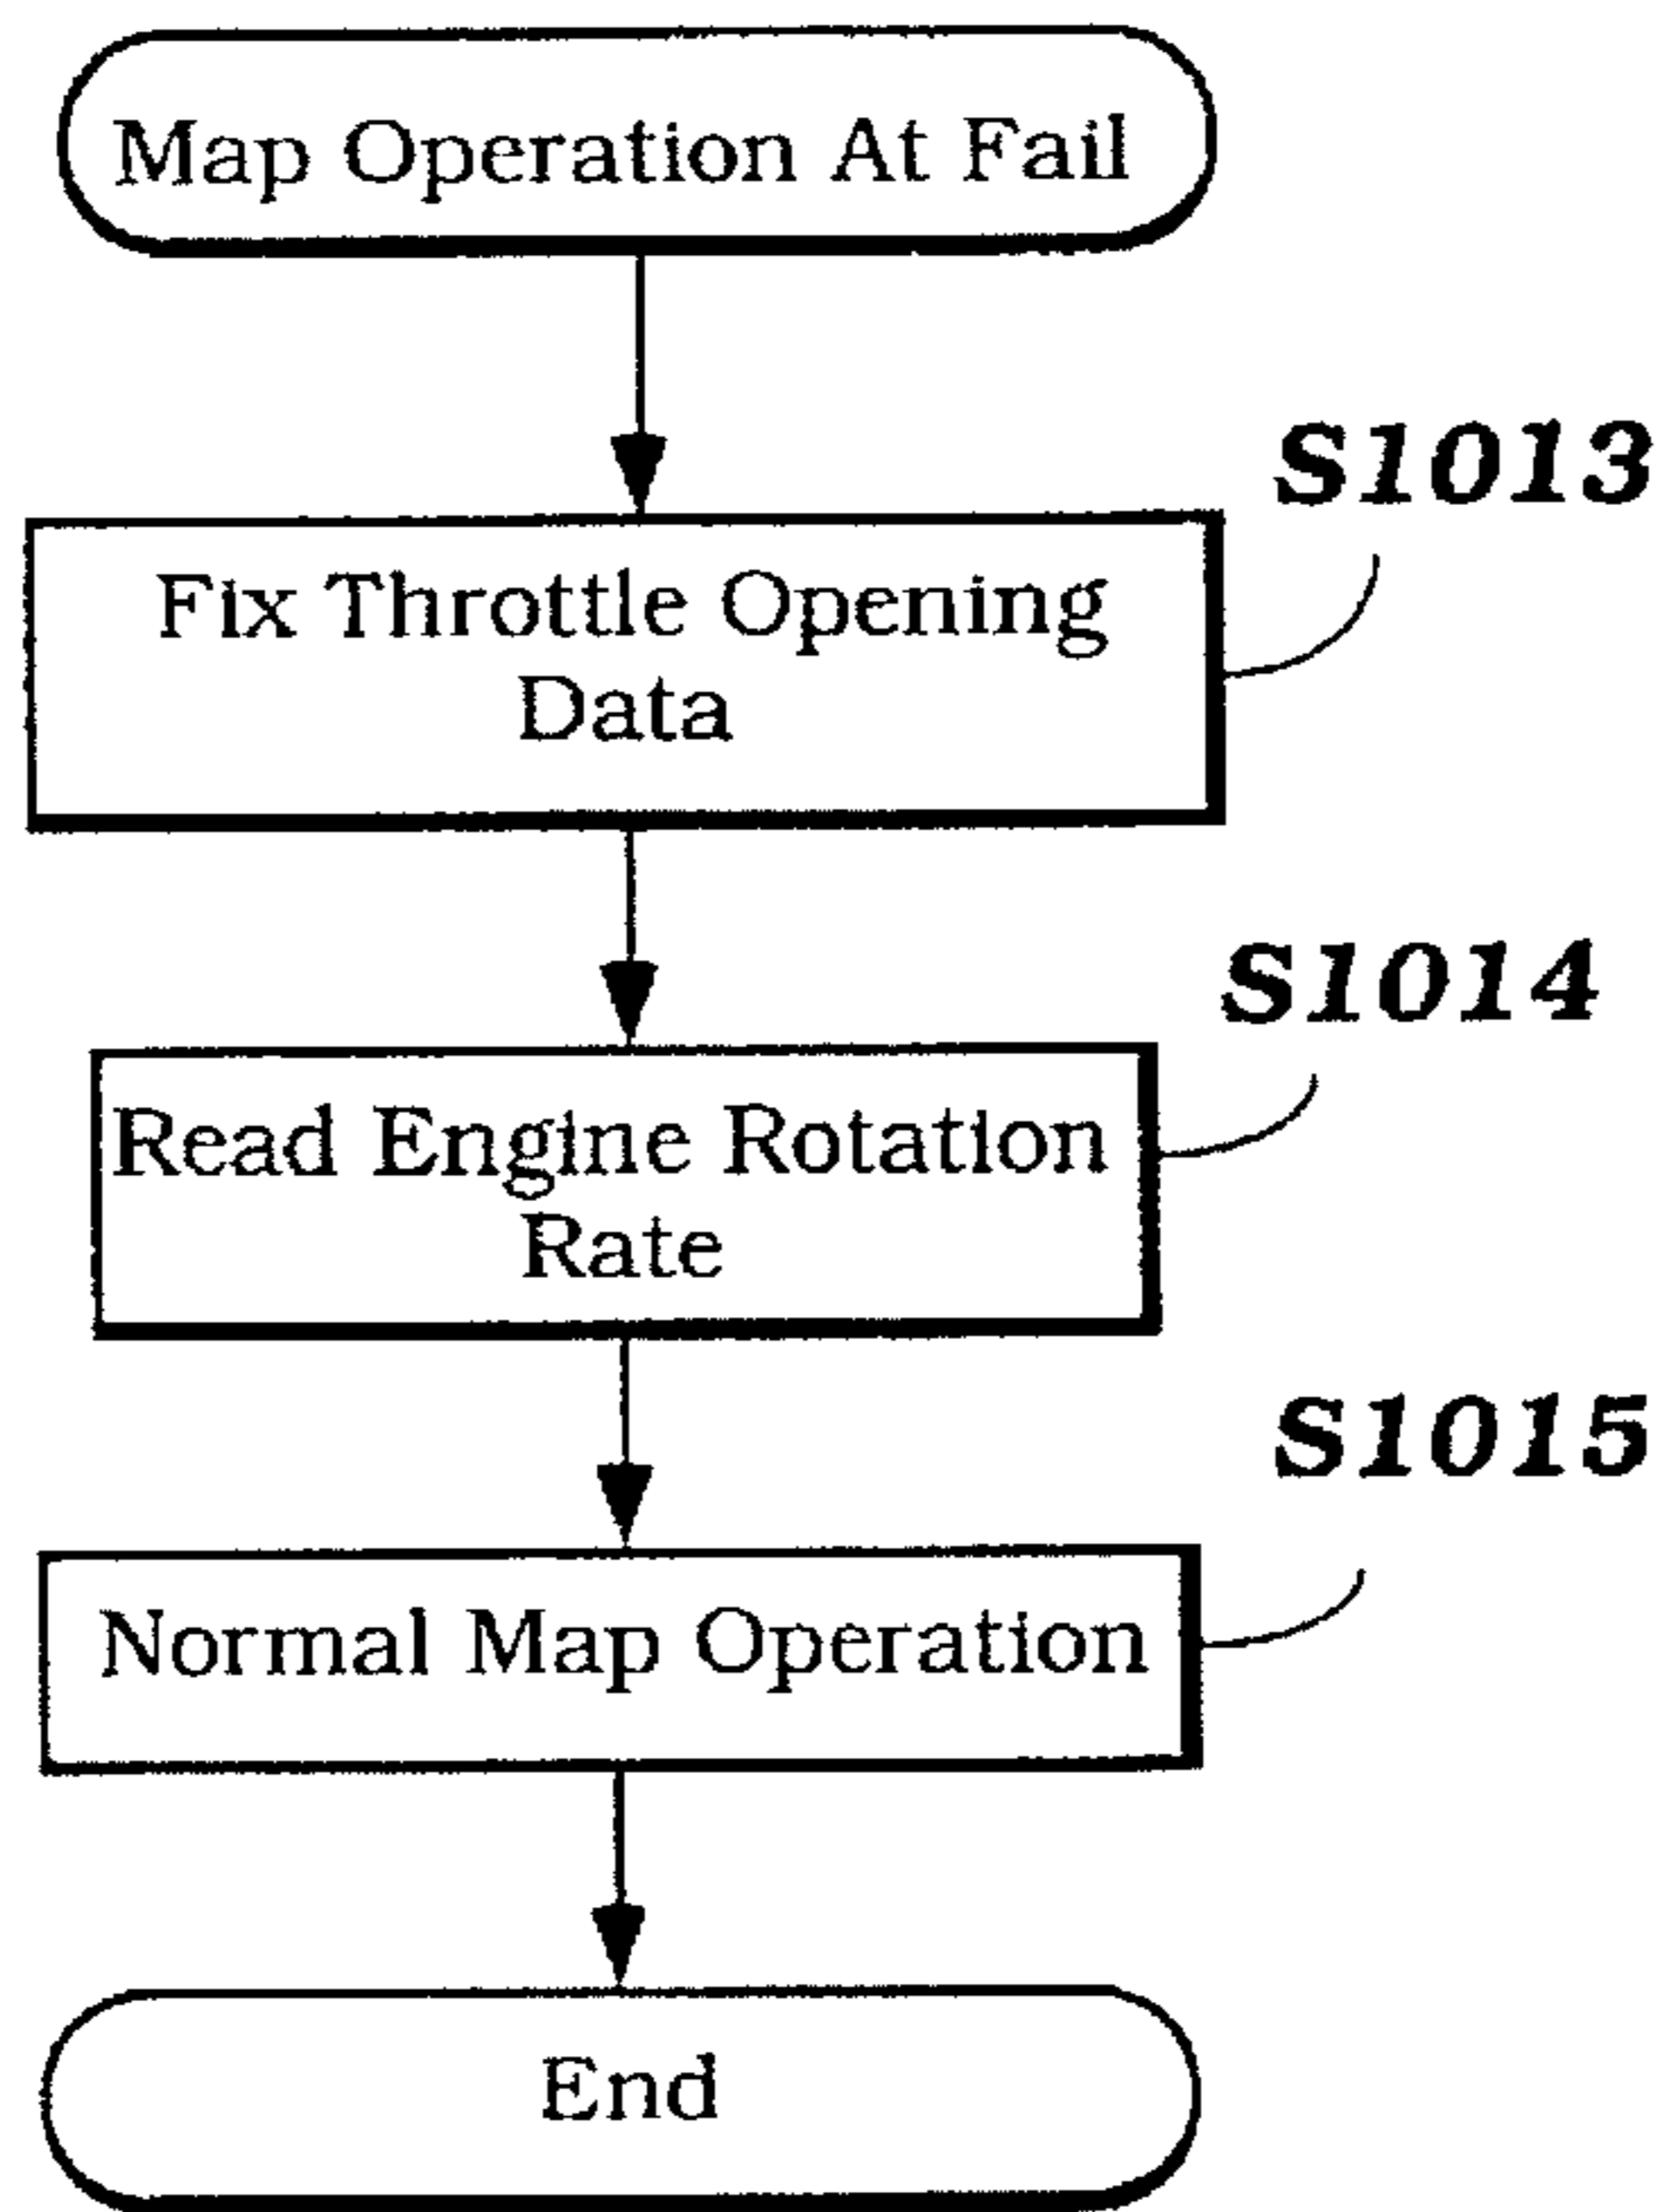 Map Operation At Fail
S1013
Fix Throttle Opening
Data
S1014
Read Engine Rotation
Rate
S1015
Normal Map Operation
End